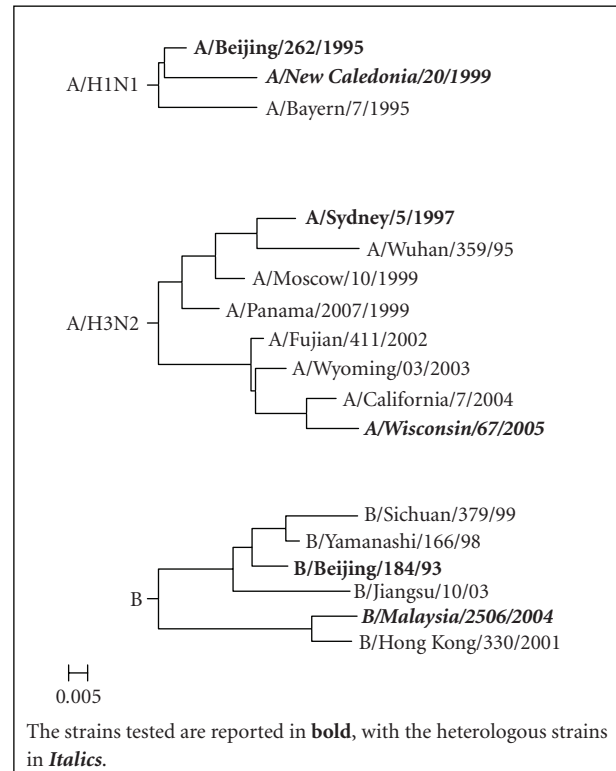 A/Beijing/262/1995
A/New Caledonia/20/1999
A/H1N1
A/Bayern/7/1995
A/Sydney/5/1997
A/Wuhan/359/95
A/Moscow/10/1999
A/Panama/2007/1999
A/H3N2
A/Fujian/411/2002
A/Wyoming/03/2003
A/California/7/2004
A/Wisconsin/67/2005
B/Sichuan/379/99
B/Yamanashi/166/98
B/Beijing/184/93
B/Jiangsu/10/03
B
B/Malaysia/2506/2004
B/Hong Kong/330/2001
0.005
The strains tested are reported in bold, with the heterologous strains
in Italics.